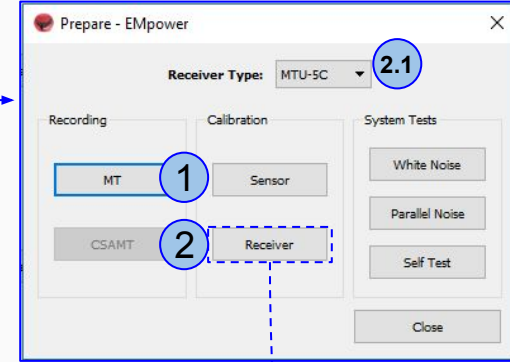 Prepare - EMpower
Receiver Type: MTU-5C 2.1
Recording
Calibration
System Tests
MT
1
Sensor
White Noise
Parallel Noise
CSAMT
2
Receiver
Self Test
Close